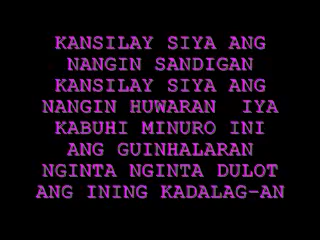 KANSILAY SIYA ANG
NANGIN SANDIGAN
KANSILAY SIYA ANG
NANGIN HUWARAN IYA
KABUHI MINURO INI
ANG GUINHALARAN
NGINTA NGINTA DULOT
ANG INING KADALAG-AN